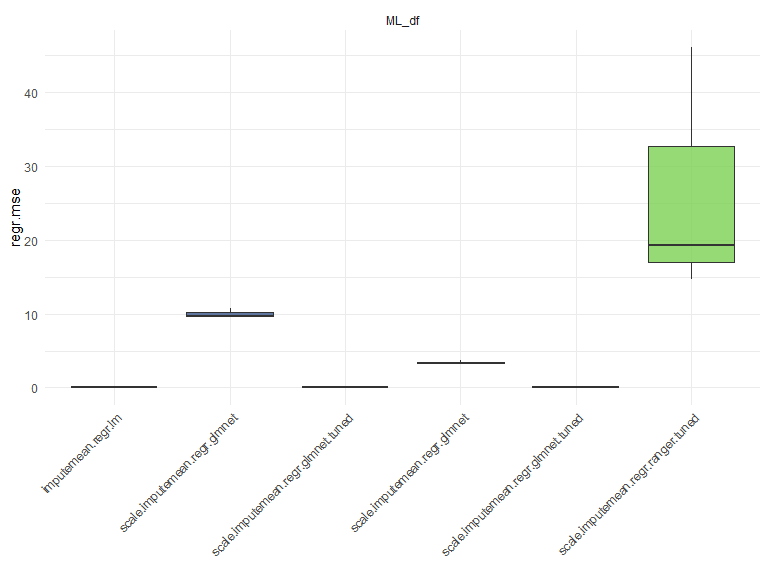 ML_df
regr.mse
40
30
20
10
0
imputemean.regr.lm
scale.imputemean.regr.glmnet
scale.imputemean.regr.glmnet.tuned
scale.imputemean.regr.glmnet
scale.imputemean.regr.glmnet.tuned
scale.imputemean.regr.ranger.tuned